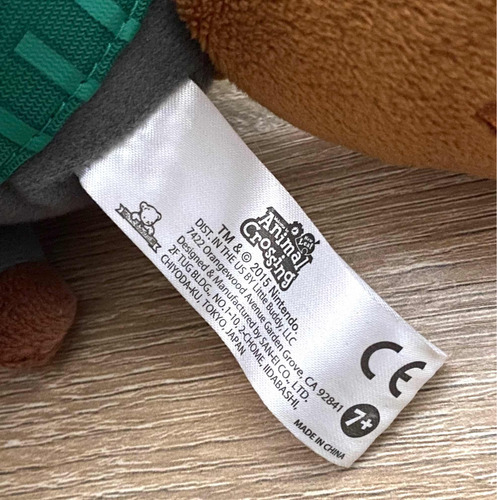 Animal
Crossing
TM & © 2015 Nintendo.
DIST. IN THE US BY Little Buddy, LLC
7422 Orangewood Avenue Garden Grove, CA 92841
Designed & Manufactured by SAN-EI CO., LTD.
2F TUG BLDG., NO.1-10, 2-CHOME, IIDABASHI,
CHIYODA-KU, TOKYO, JAPAN
CE
7+
MADE IN CHINA